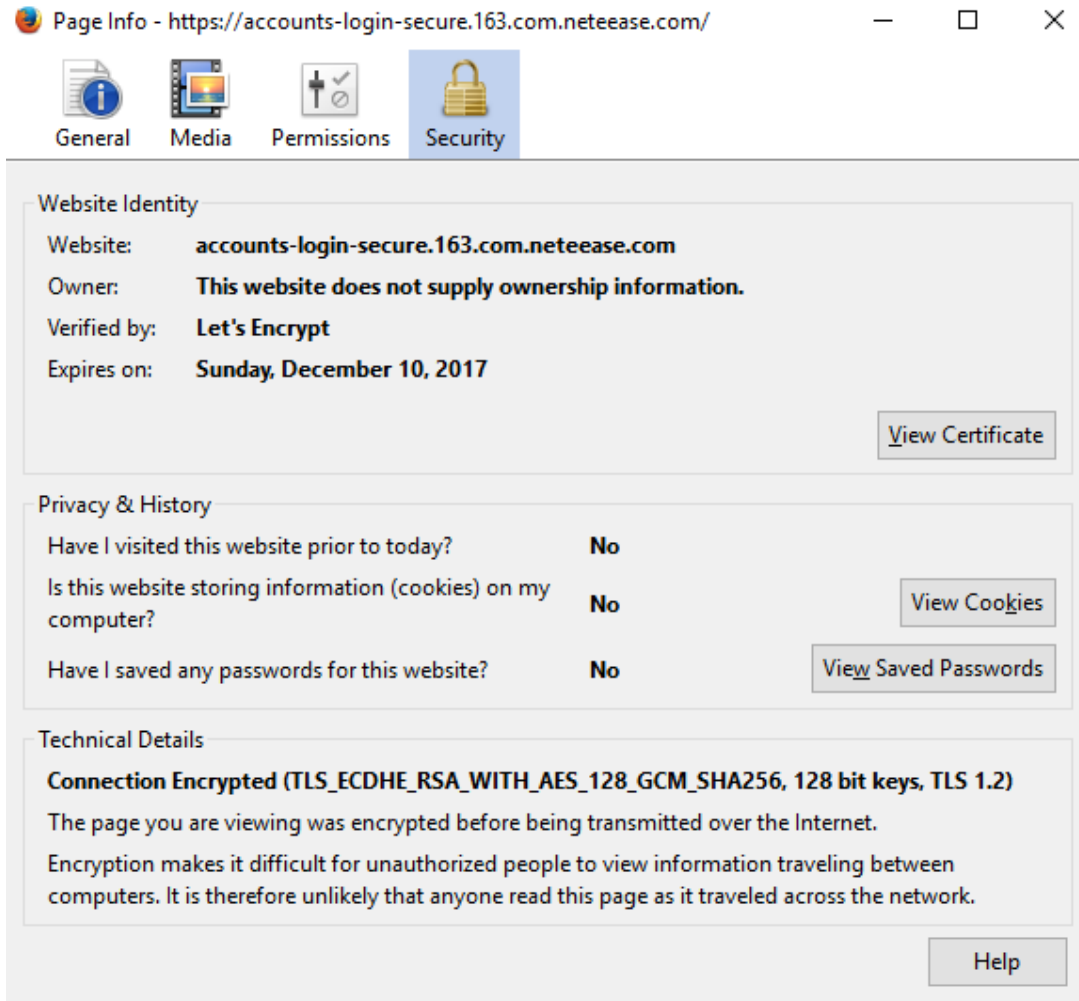 Page Info - https://accounts-login-secure.163.com.neteease.com/
General Media Permissions Security
Website Identity
Website: accounts-login-secure.163.com.neteease.com
Owner: This website does not supply ownership information.
Verified by: Let's Encrypt
Expires on: Sunday, December 10, 2017
View Certificate
Privacy & History
Have I visited this website prior to today? No
Is this website storing information (cookies) on my
computer? No View Cookies
Have I saved any passwords for this website? No View Saved Passwords
Technical Details
Connection Encrypted (TLS_ECDHE_RSA_WITH_AES_128_GCM_SHA256, 128 bit keys, TLS 1.2)
The page you are viewing was encrypted before being transmitted over the Internet.
Encryption makes it difficult for unauthorized people to view information traveling between
computers. It is therefore unlikely that anyone read this page as it traveled across the network.
Help